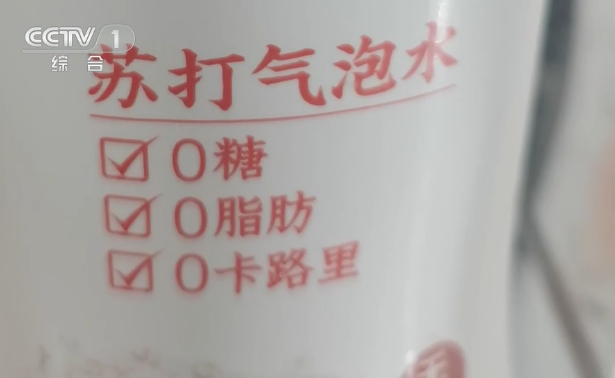 CCTV 1
综合
苏打气泡水
0糖
0脂肪
0卡路里